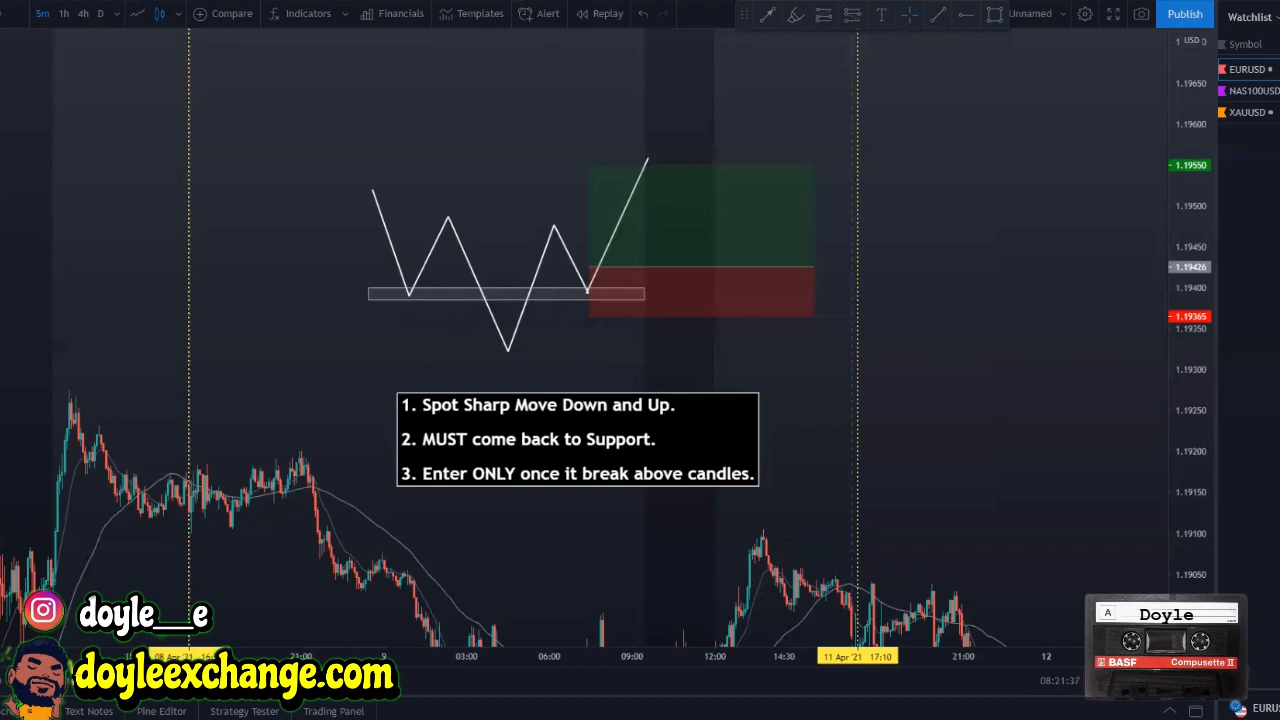 5m 1h 4h D Compare Indicators Financials Templates Alert Replay Unnamed Publish Watchlist
USD
Symbol
EURUSD
NAS100USD
XAUUSD
1.19650
1.19600
1.19550
1.19500
1.19450
1.19426
1.19400
1.19365
1.19350
1.19300
1.19250
1.19200
1.19150
1.19100
1.19050
1. Spot Sharp Move Down and Up.
2. MUST come back to Support.
3. Enter ONLY once it break above candles.
doyle___e
08 Apr '21 9 03:00 06:00 09:00 12:00 14:30 11 Apr '21 17:10 21:00 12
doyleexchange.com
08:21:37
A Doyle
BASF Compusette II
Text Notes Pine Editor Strategy Tester Trading Panel
EURUS